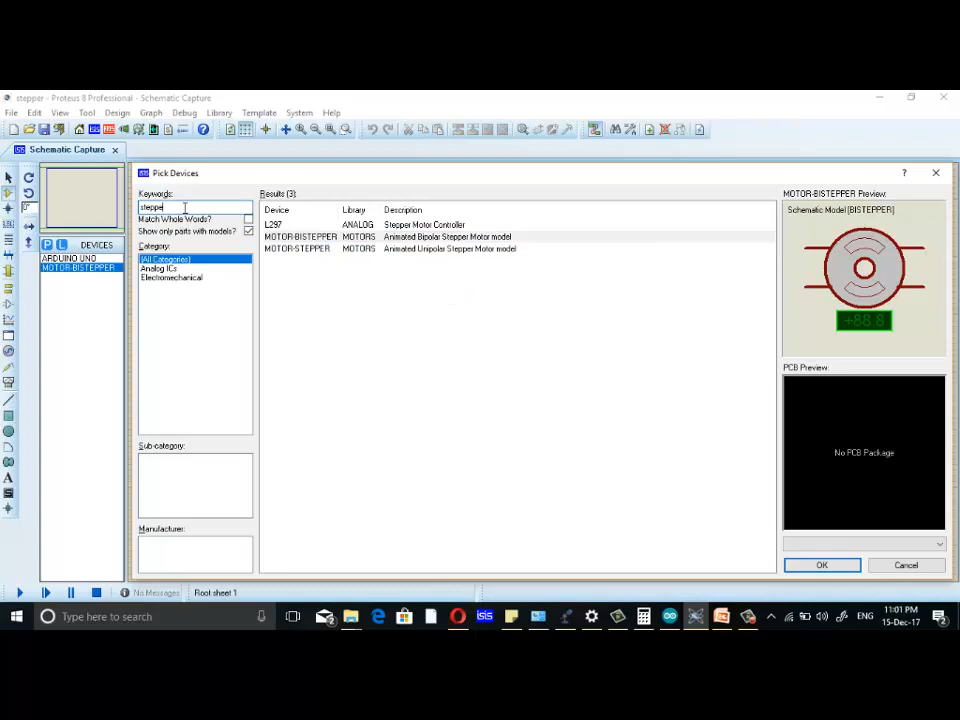 stepper - Proteus 8 Professional - Schematic Capture
File Edit View Tool Design Graph Debug Library Template System Help
Schematic Capture
Pick Devices
Keywords:
steppe
Match Whole Words?
Show only parts with models?
Category:
(All Categories)
Analog ICs
Electromechanical
Sub-category:
Manufacturer:
Results (3):
Device Library Description
L297 ANALOG Stepper Motor Controller
MOTOR-BISTEPPER MOTORS Animated Bipolar Stepper Motor model
MOTOR-STEPPER MOTORS Animated Unipolar Stepper Motor model
MOTOR-BISTEPPER Preview:
Schematic Model [BISTEPPER]
+88.8
PCB Preview:
No PCB Package
OK Cancel
P L DEVICES
ARDUINO UNO
MOTOR-BISTEPPER
No Messages Root sheet 1
Type here to search
ENG
11:01 PM
15-Dec-17